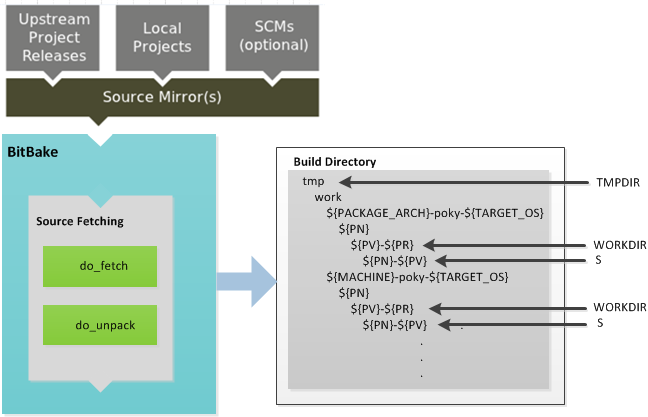 Upstream
Project
Releases
Local
Projects
SCMs
(optional)
Source Mirror(s)
BitBake
Source Fetching
do_fetch
do_unpack
Build Directory
tmp
TMPDIR
work
${PACKAGE_ARCH}-poky-${TARGET_OS}
${PN}
${PV}-${PR}
WORKDIR
${PN}-${PV}
S
${MACHINE}-poky-${TARGET_OS}
${PN}
${PV}-${PR}
WORKDIR
${PN}-${PV}
S
.
.
.
.